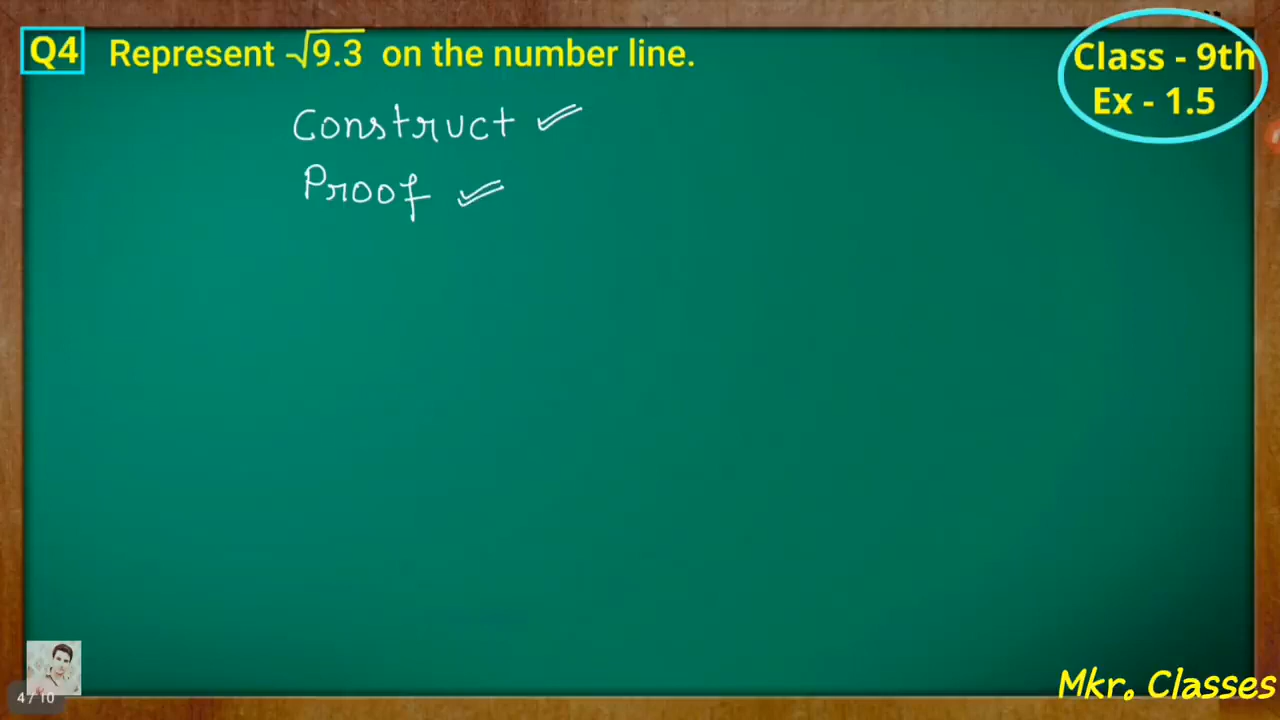 Q4 Represent √9.3 on the number line.
Class - 9th
Ex - 1.5
Construct
Proof
4 / 10
Mkr. Classes